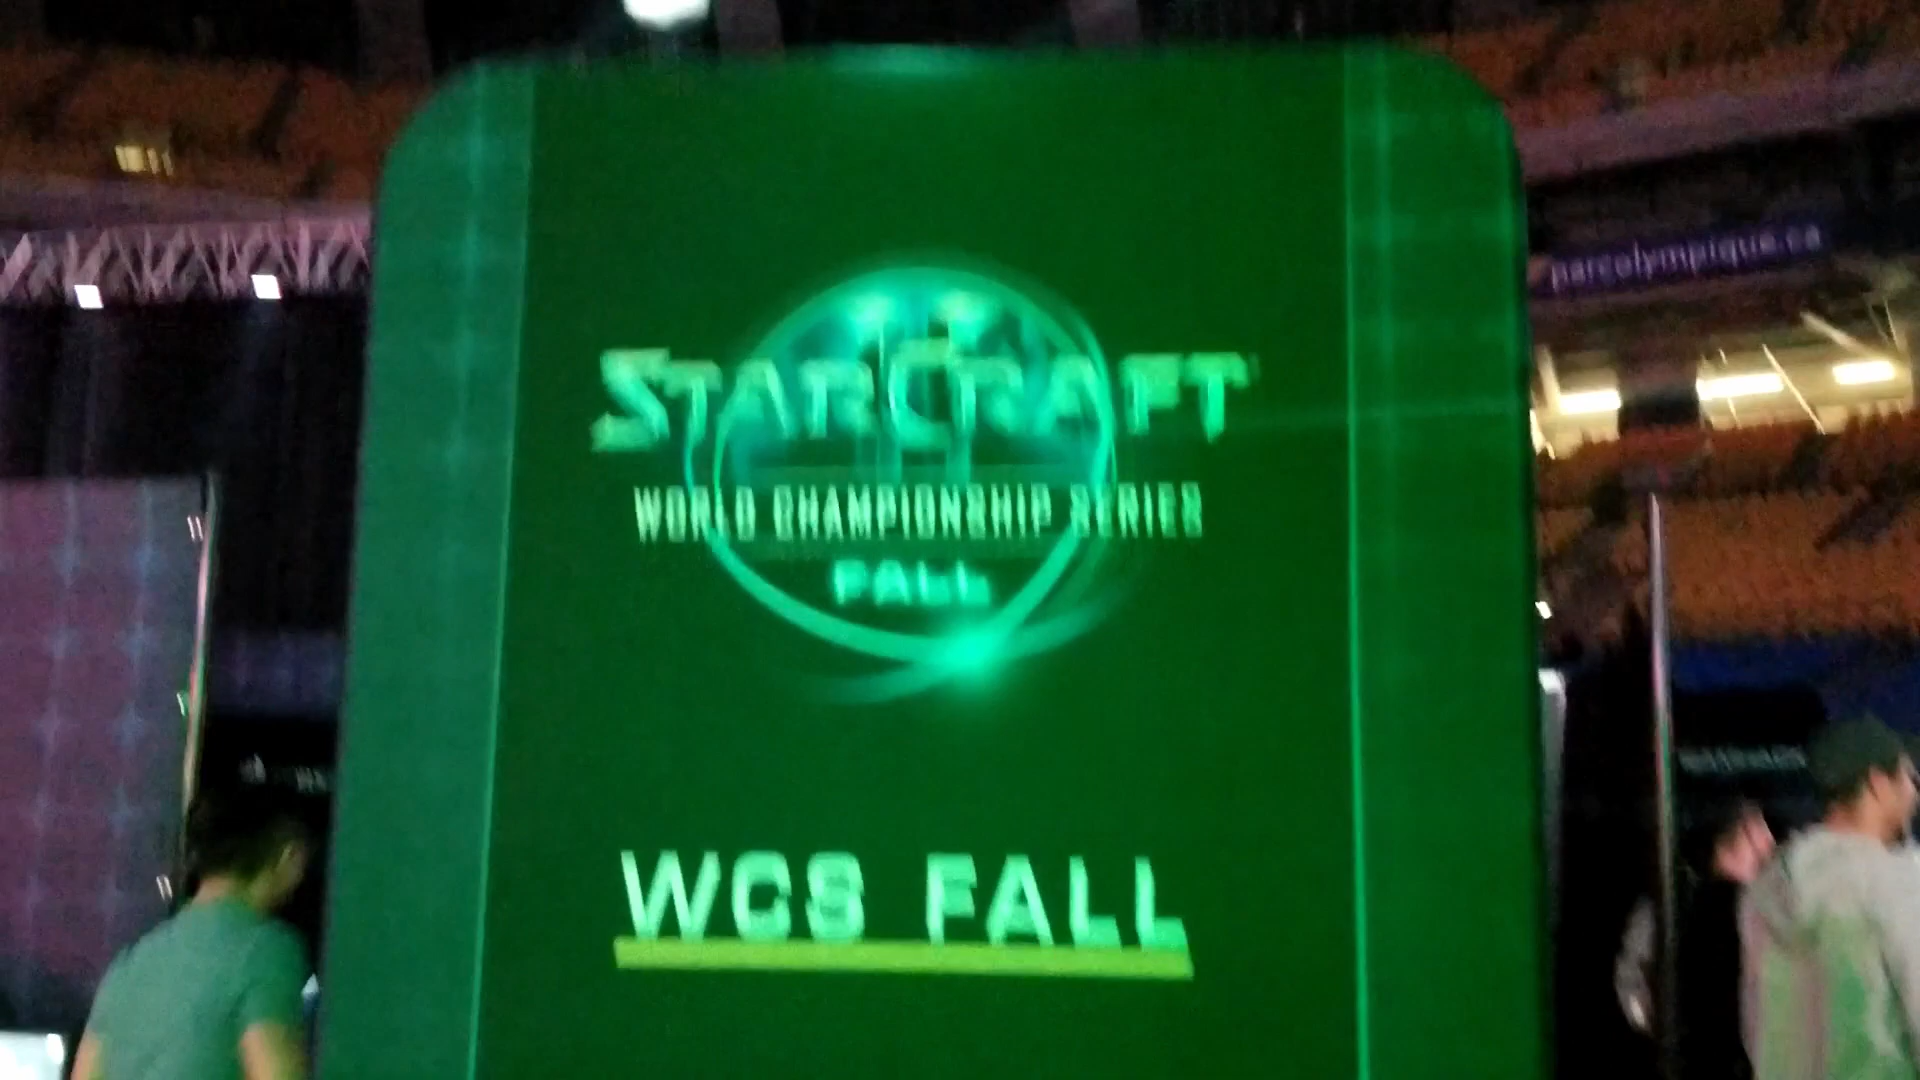 STARCRAFT
WORLD CHAMPIONSHIP SERIES
FALL
WCS FALL
parcolympique.ca